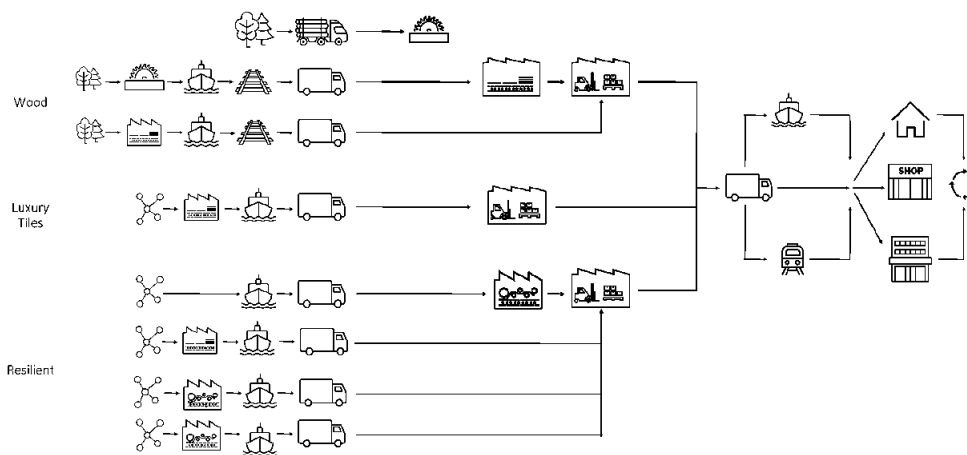 Wood
SHOP
Luxury
Tiles
Resilient